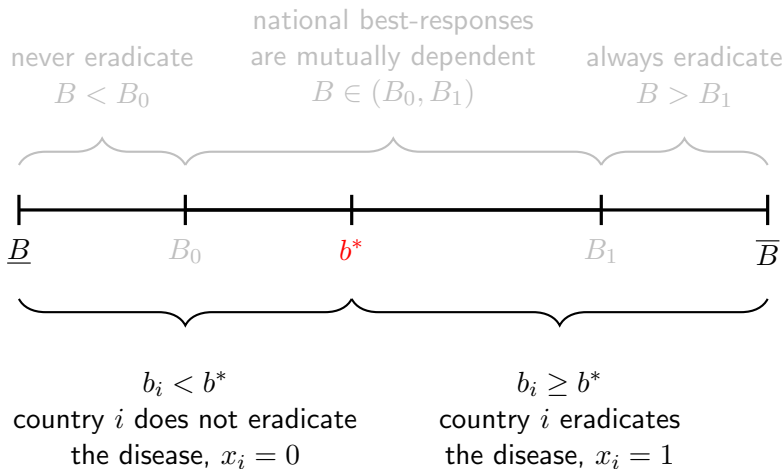 never eradicate
B < B₀
national best-responses
are mutually dependent
B ∈ (B₀, B₁)
always eradicate
B > B₁
B̲
B₀
b*
B₁
B̅
bᵢ < b*
country i does not eradicate
the disease, xᵢ = 0
bᵢ ≥ b*
country i eradicates
the disease, xᵢ = 1